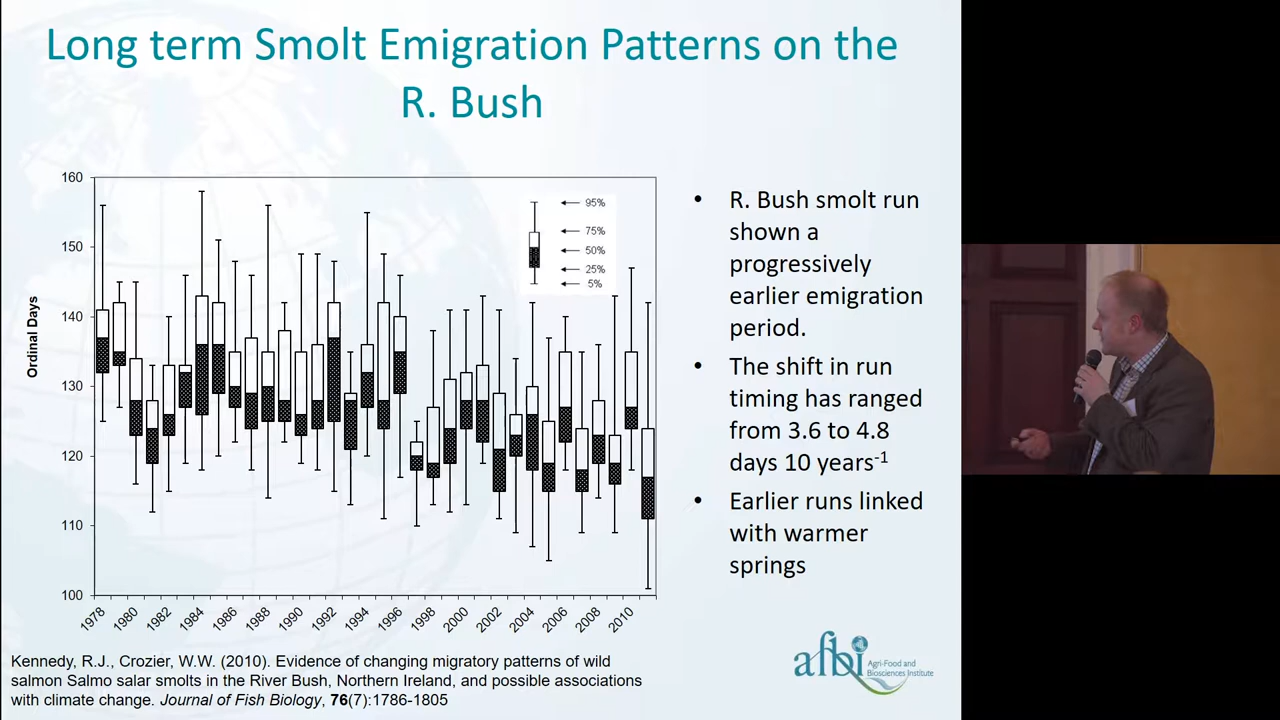 Long term Smolt Emigration Patterns on the
R. Bush
160
150
140
130
120
110
100
Ordinal Days
95%
75%
50%
25%
5%
1978
1980
1982
1984
1986
1988
1990
1992
1994
1996
1998
2000
2002
2004
2006
2008
2010
• R. Bush smolt run
shown a
progressively
earlier emigration
period.
• The shift in run
timing has ranged
from 3.6 to 4.8
days 10 years-1
• Earlier runs linked
with warmer
springs
Kennedy, R.J., Crozier, W.W. (2010). Evidence of changing migratory patterns of wild
salmon Salmo salar smolts in the River Bush, Northern Ireland, and possible associations
with climate change. Journal of Fish Biology, 76(7):1786-1805
afbi
Agri-Food and
Biosciences Institute